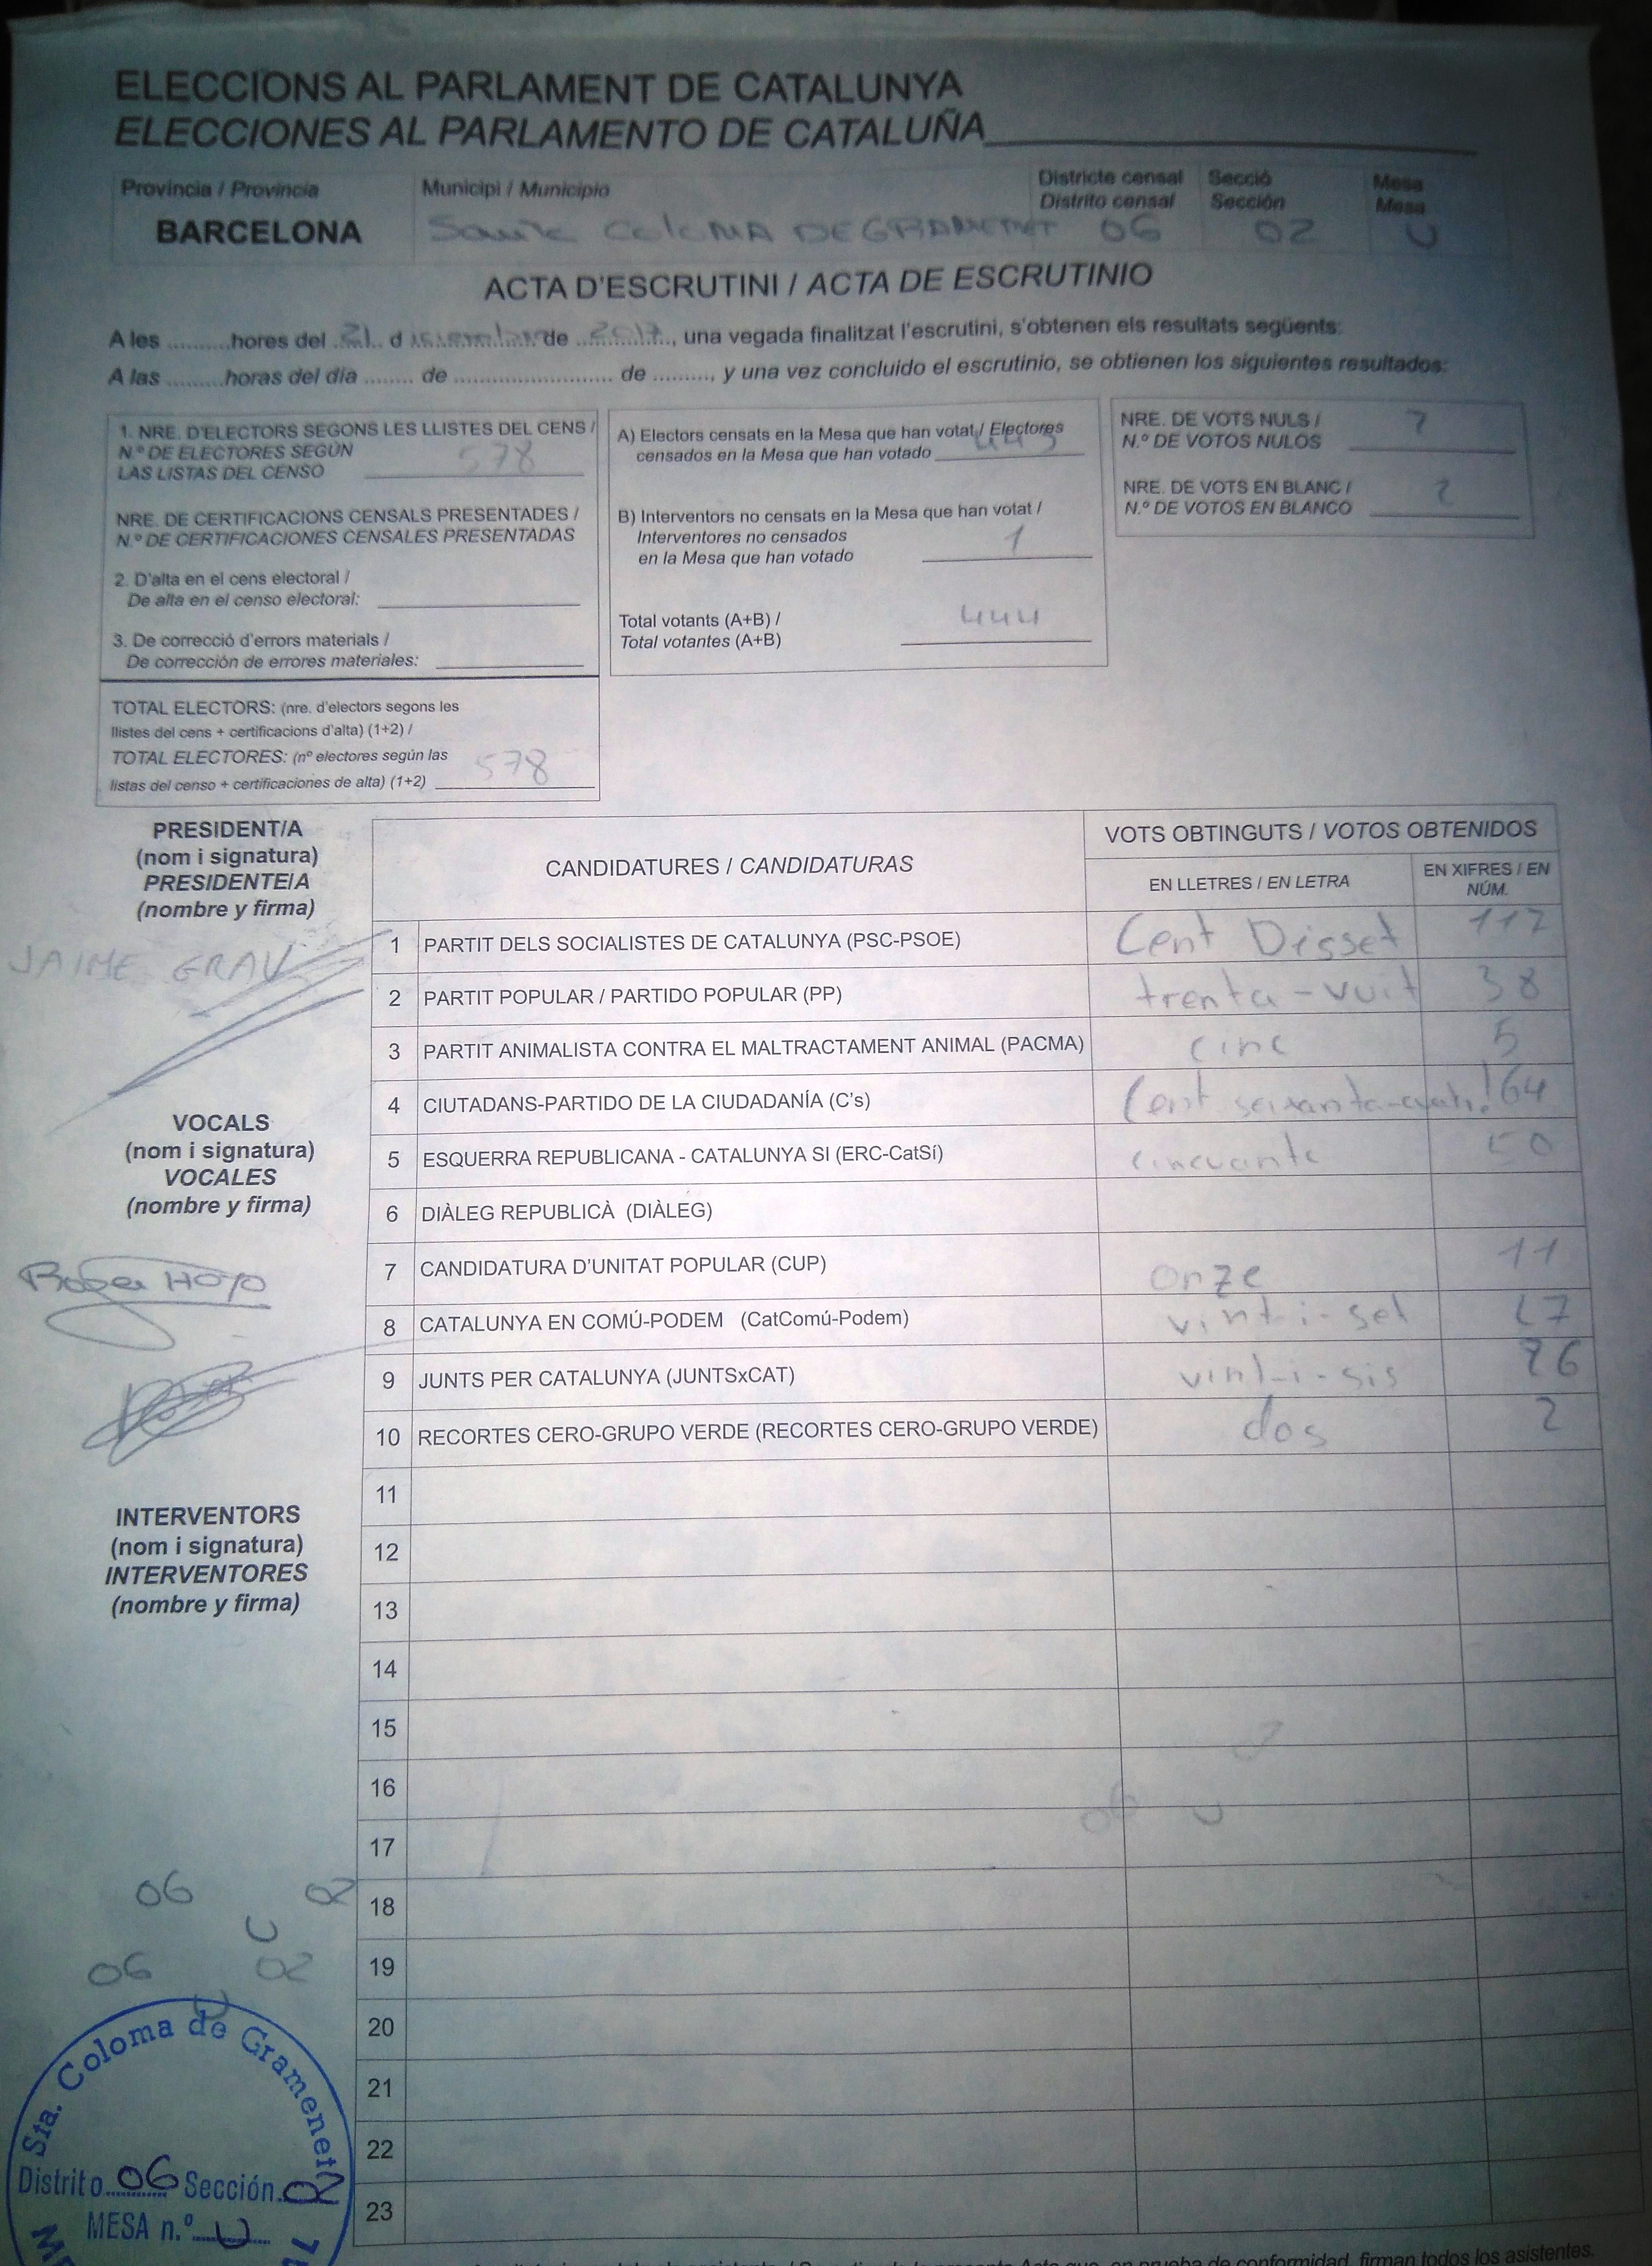 ELECCIONS AL PARLAMENT DE CATALUNYA
ELECCIONES AL PARLAMENTO DE CATALUÑA
Província / Provincia
BARCELONA
Municipi / Municipio
COLOMA DE GRAMENET
Districte censal
Distrito censal
06
Secció
Sección
02
Mesa
Mesa
U
ACTA D'ESCRUTINI / ACTA DE ESCRUTINIO
A les .........hores del 21 d de 2017, una vegada finalitzat l'escrutini, s'obtenen els resultats següents:
A las .........horas del día ........ de ......................... de ........., y una vez concluido el escrutinio, se obtienen los siguientes resultados:
1. NRE. D'ELECTORS SEGONS LES LLISTES DEL CENS /
N.º DE ELECTORES SEGÚN
LAS LISTAS DEL CENSO 578
NRE. DE CERTIFICACIONS CENSALS PRESENTADES /
N.º DE CERTIFICACIONES CENSALES PRESENTADAS
2. D'alta en el cens electoral /
De alta en el censo electoral:
3. De correcció d'errors materials /
De corrección de errores materiales:
TOTAL ELECTORS: (nre. d'electors segons les
llistes del cens + certificacions d'alta) (1+2) /
TOTAL ELECTORES: (nº electores según las
listas del censo + certificaciones de alta) (1+2) 578
A) Electors censats en la Mesa que han votat / Electores
censados en la Mesa que han votado 443
B) Interventors no censats en la Mesa que han votat /
Interventores no censados
en la Mesa que han votado 1
Total votants (A+B) /
Total votantes (A+B) 444
NRE. DE VOTS NULS /
N.º DE VOTOS NULOS
NRE. DE VOTS EN BLANC /
N.º DE VOTOS EN BLANCO 2
PRESIDENT/A
(nom i signatura)
PRESIDENTE/A
(nombre y firma)
JAIME GRAU
VOCALS
(nom i signatura)
VOCALES
(nombre y firma)
Roger HOYO
INTERVENTORS
(nom i signatura)
INTERVENTORES
(nombre y firma)
CANDIDATURES / CANDIDATURAS
VOTS OBTINGUTS / VOTOS OBTENIDOS
EN LLETRES / EN LETRA
EN XIFRES / EN
NÚM.
1 PARTIT DELS SOCIALISTES DE CATALUNYA (PSC-PSOE) Cent Disset 117
2 PARTIT POPULAR / PARTIDO POPULAR (PP) trenta-vuit 38
3 PARTIT ANIMALISTA CONTRA EL MALTRACTAMENT ANIMAL (PACMA) cinc 5
4 CIUTADANS-PARTIDO DE LA CIUDADANÍA (C's) Cent 164
5 ESQUERRA REPUBLICANA - CATALUNYA SI (ERC-CatSí) 50
6 DIÀLEG REPUBLICÀ (DIÀLEG)
7 CANDIDATURA D'UNITAT POPULAR (CUP) onze 11
8 CATALUNYA EN COMÚ-PODEM (CatComú-Podem) vint-i-set 27
9 JUNTS PER CATALUNYA (JUNTSxCAT) vint-i-sis 26
10 RECORTES CERO-GRUPO VERDE (RECORTES CERO-GRUPO VERDE) dos 2
11
12
13
14
15
16
17
18
19
20
21
22
23
06 02
U
06 02
U
Sta. Coloma de Gramenet
Distrito 06 Sección 02
MESA n.º U
firman todos los asistentes.